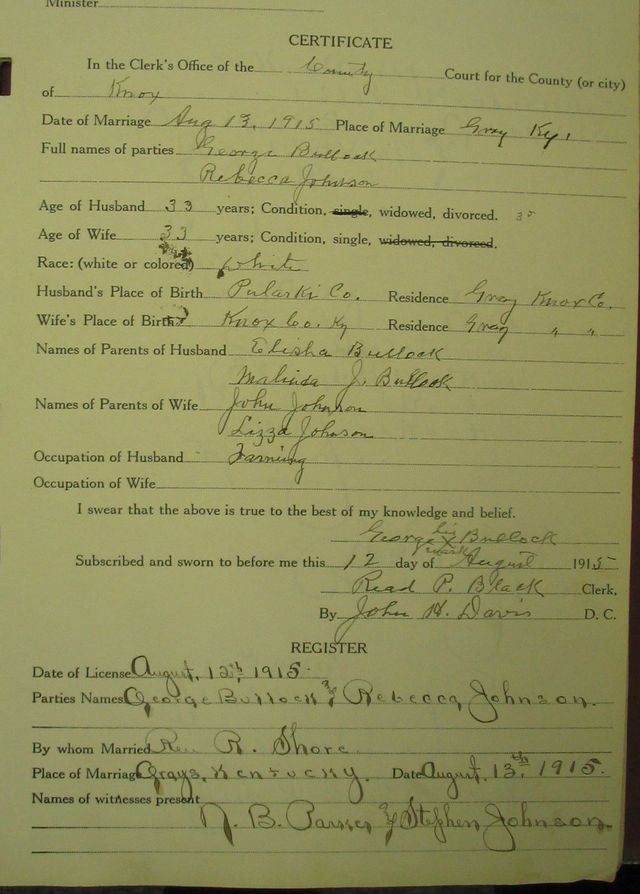 Minister
CERTIFICATE
In the Clerk's Office of the County Court for the County (or city)
of Knox
Date of Marriage Aug 13, 1915 Place of Marriage Gray Ky.
Full names of parties George Bullock
Rebecca Johnson
Age of Husband 33 years; Condition, single, widowed, divorced.
Age of Wife 33 years; Condition, single, widowed, divorced.
Race: (white or colored) white
Husband's Place of Birth Pulaski Co. Residence Gray Knox Co.
Wife's Place of Birth Knox Co. Ky Residence Gray " "
Names of Parents of Husband Elisha Bullock
Malinda J. Bullock
Names of Parents of Wife John Johnson
Lizza Johnson
Occupation of Husband Farming
Occupation of Wife
I swear that the above is true to the best of my knowledge and belief.
George his X mark Bullock
Subscribed and sworn to before me this 12 day of August 1915
Read P. Black Clerk,
By John H. Davis D. C.
REGISTER
Date of License August, 12th 1915.
Parties Names George Bullock & Rebecca Johnson.
By whom Married Rev R. Shore.
Place of Marriage Grays, Kentucky. Date August, 13th, 1915.
Names of witnesses present
B. & Stephen Johnson.